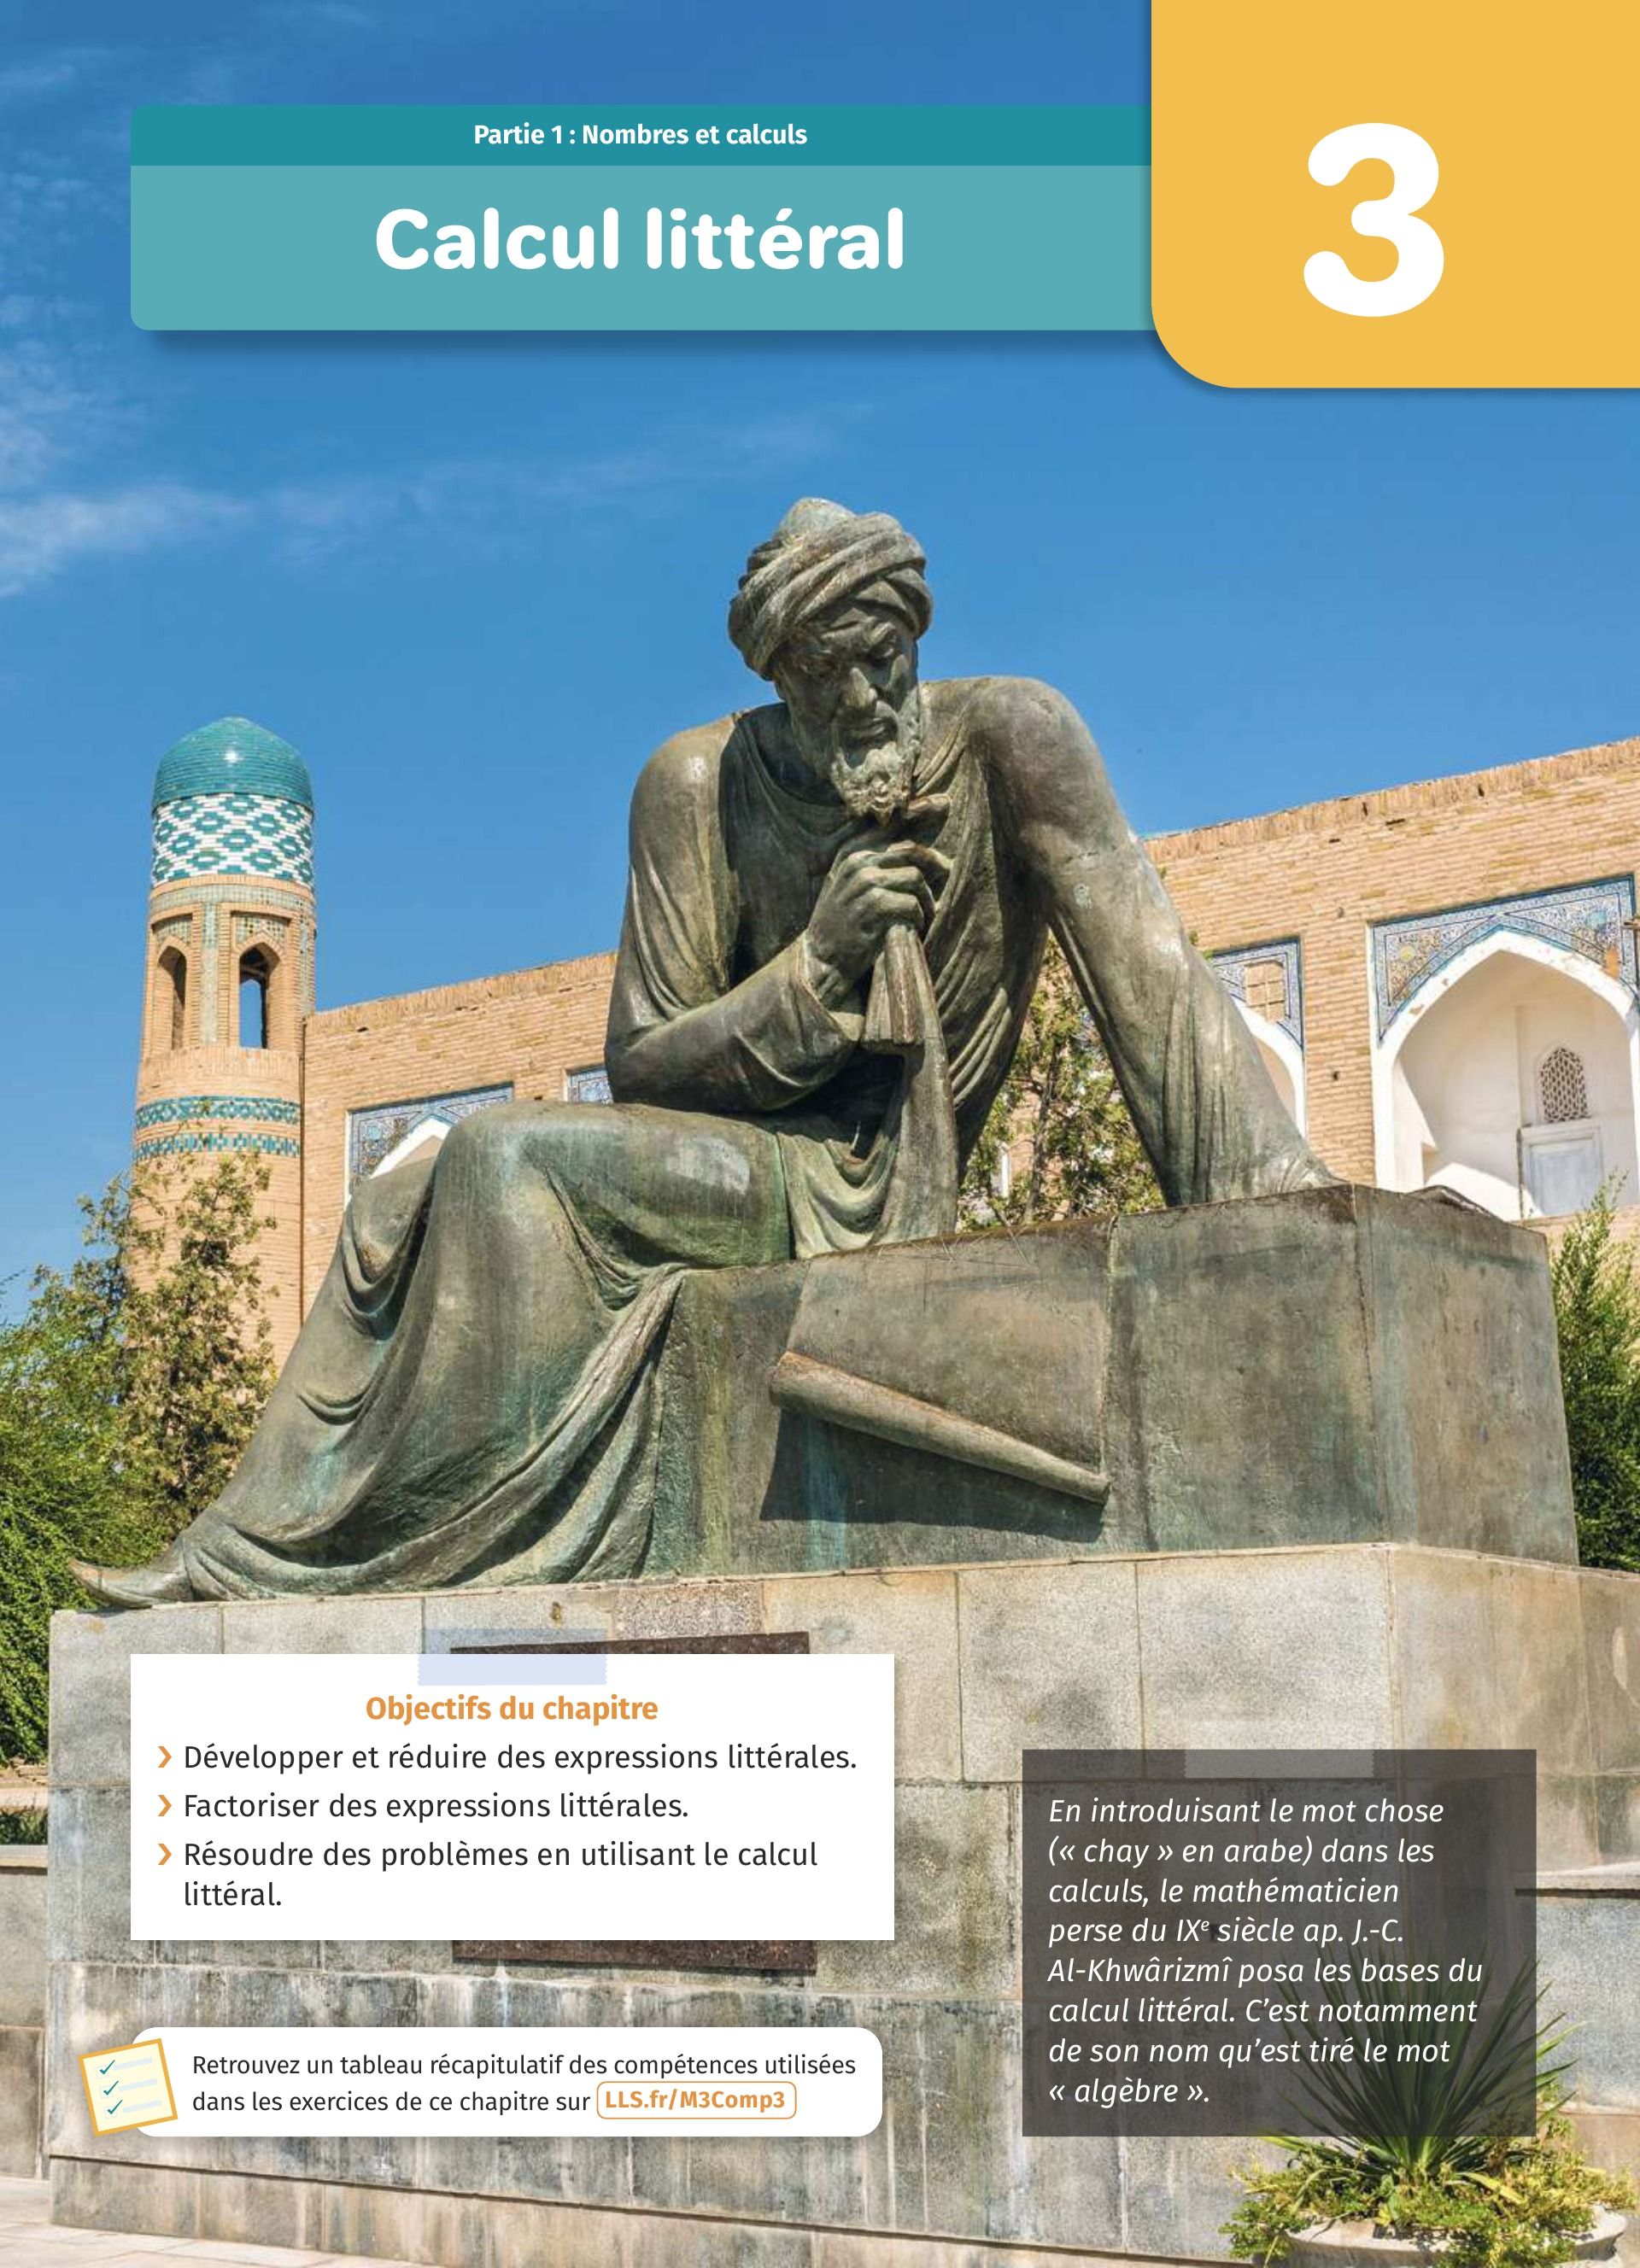 Partie 1 : Nombres et calculs
Calcul littéral
3
Objectifs du chapitre
› Développer et réduire des expressions littérales.
› Factoriser des expressions littérales.
› Résoudre des problèmes en utilisant le calcul
littéral.
En introduisant le mot chose
(« chay » en arabe) dans les
calculs, le mathématicien
perse du IXᵉ siècle ap. J.-C.
Al-Khwârizmî posa les bases du
calcul littéral. C’est notamment
de son nom qu’est tiré le mot
« algèbre ».
Retrouvez un tableau récapitulatif des compétences utilisées
dans les exercices de ce chapitre sur LLS.fr/M3Comp3